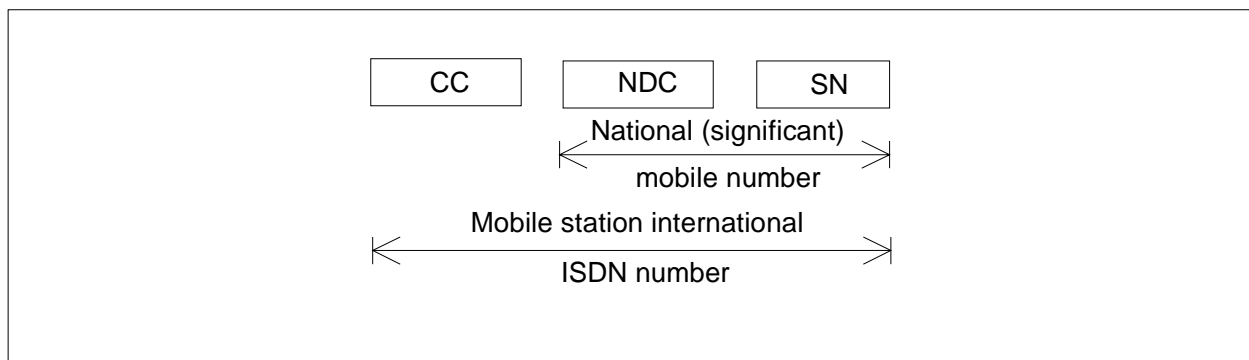 CC NDC SN
National (significant)
mobile number
Mobile station international
ISDN number